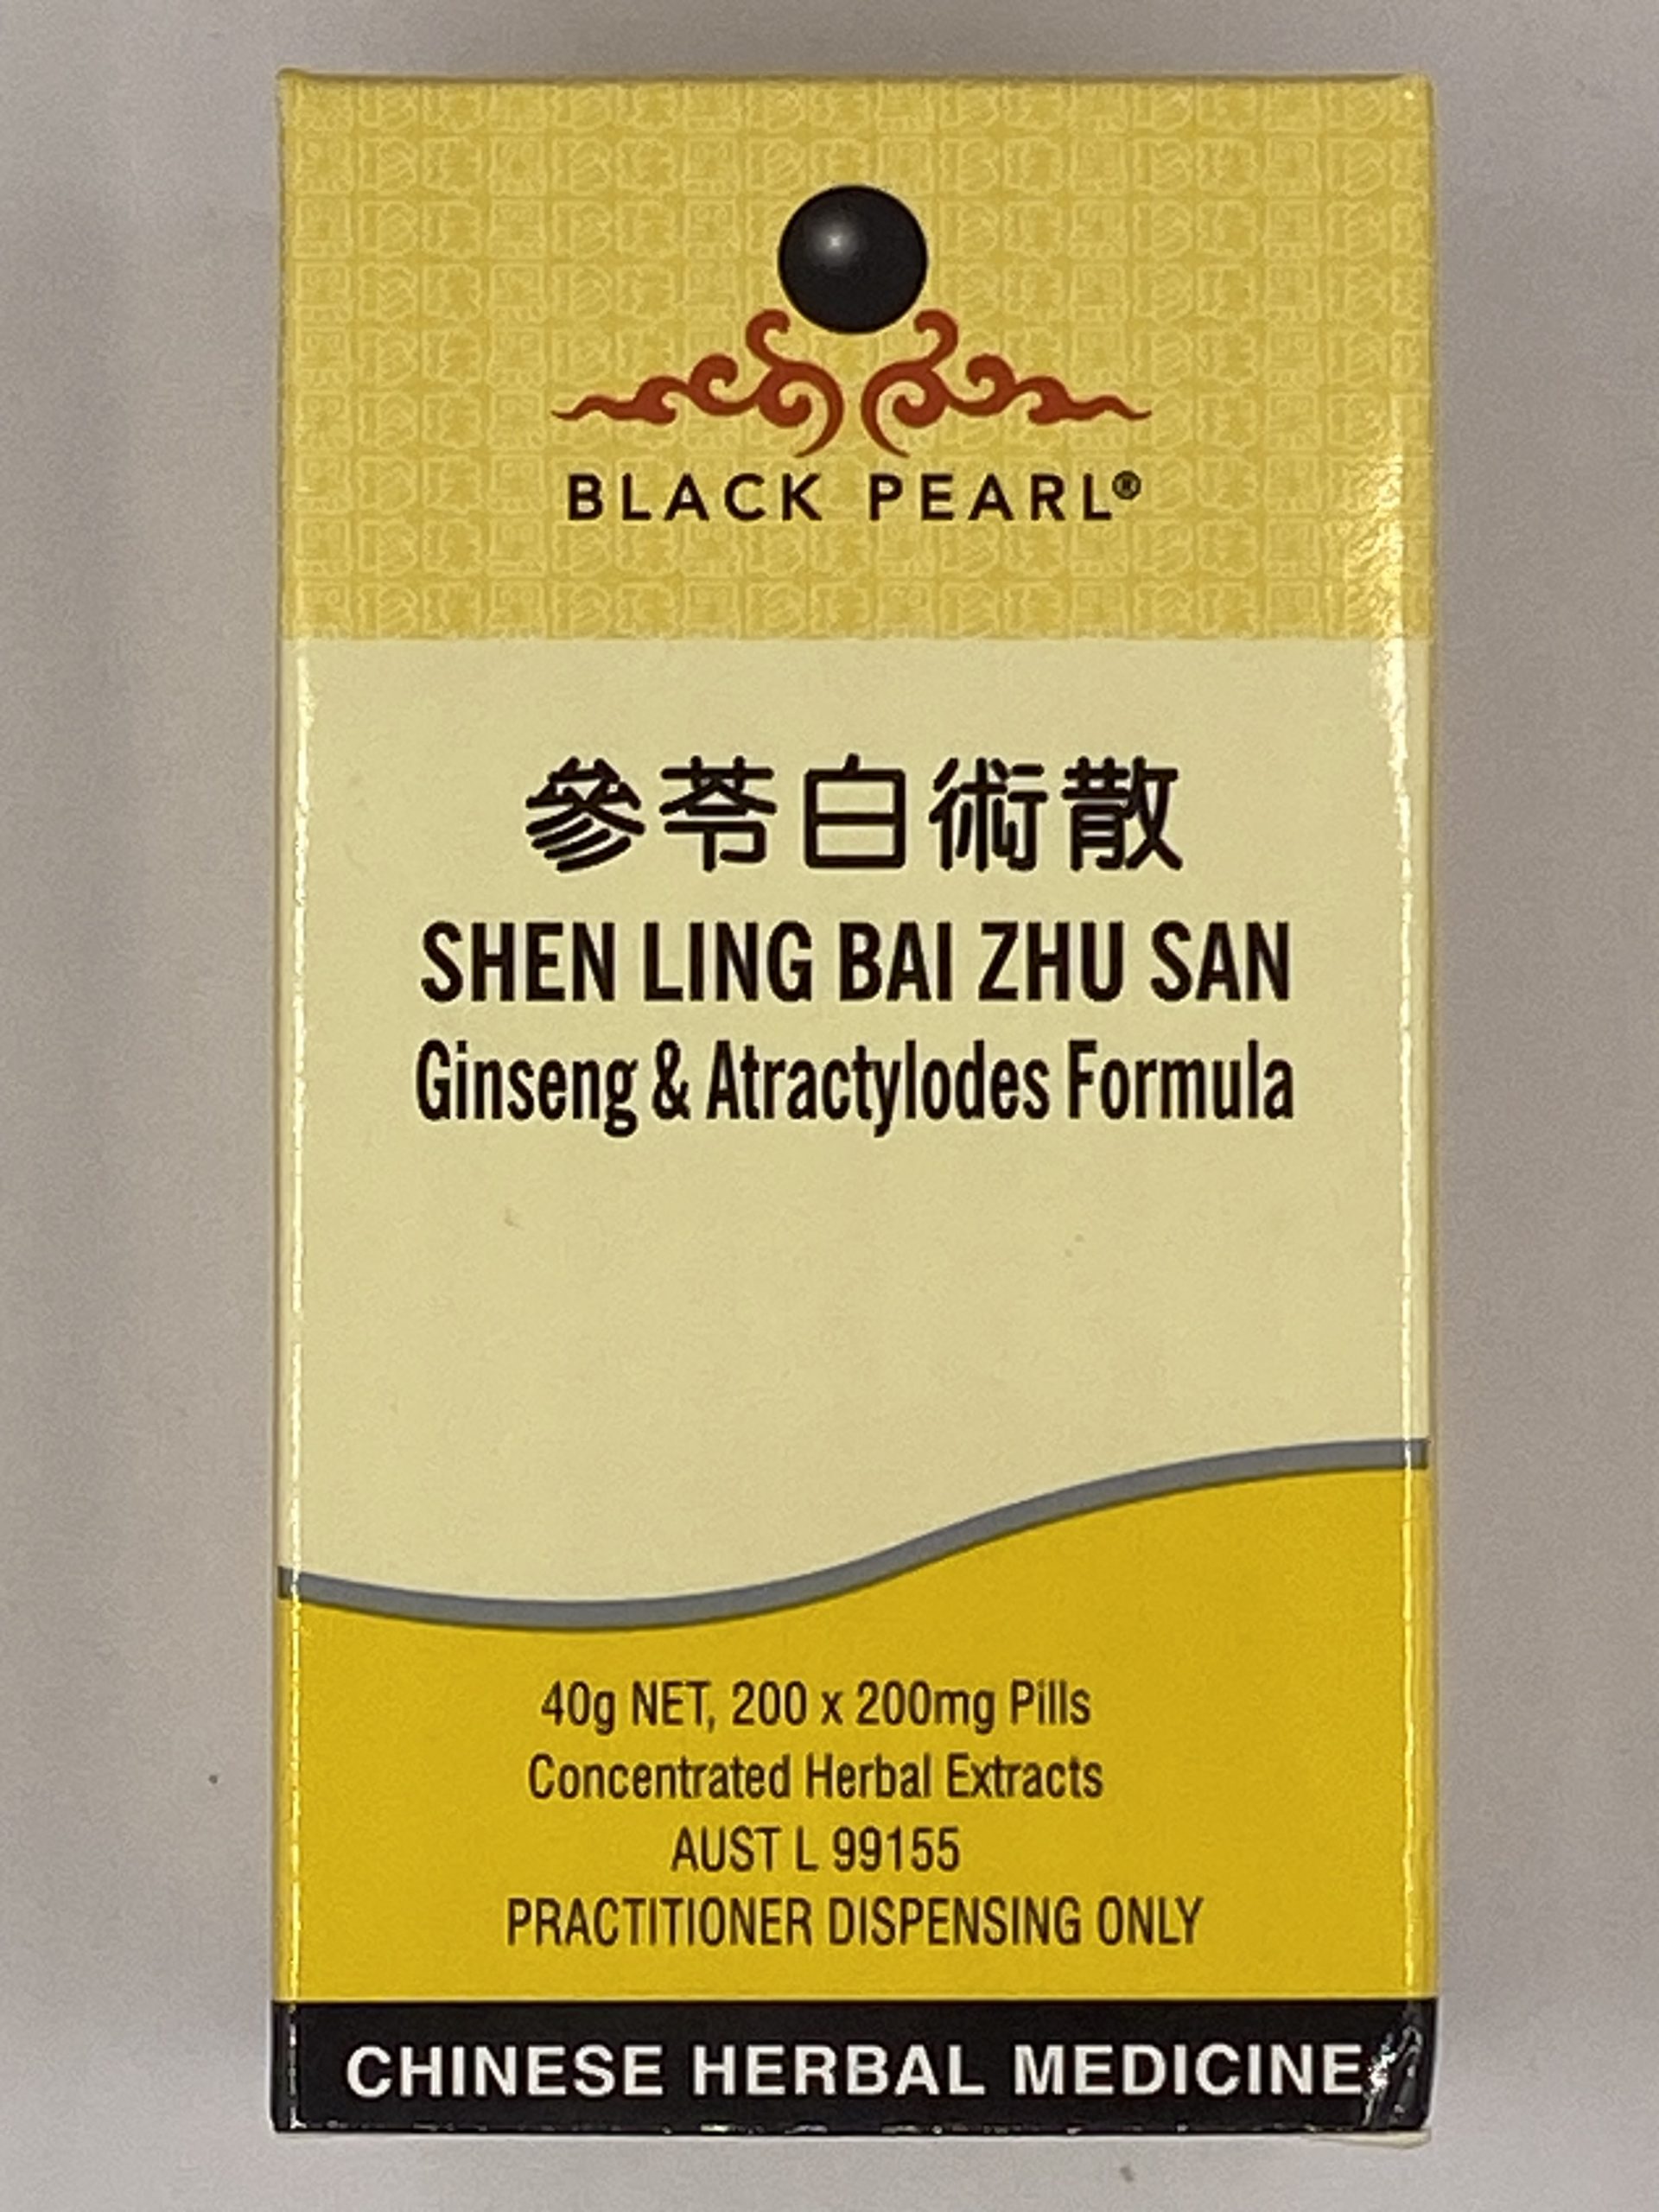 BLACK PEARL®
參苓白術散
SHEN LING BAI ZHU SAN
Ginseng & Atractylodes Formula
40g NET, 200 x 200mg Pills
Concentrated Herbal Extracts
AUST L 99155
PRACTITIONER DISPENSING ONLY
CHINESE HERBAL MEDICINE